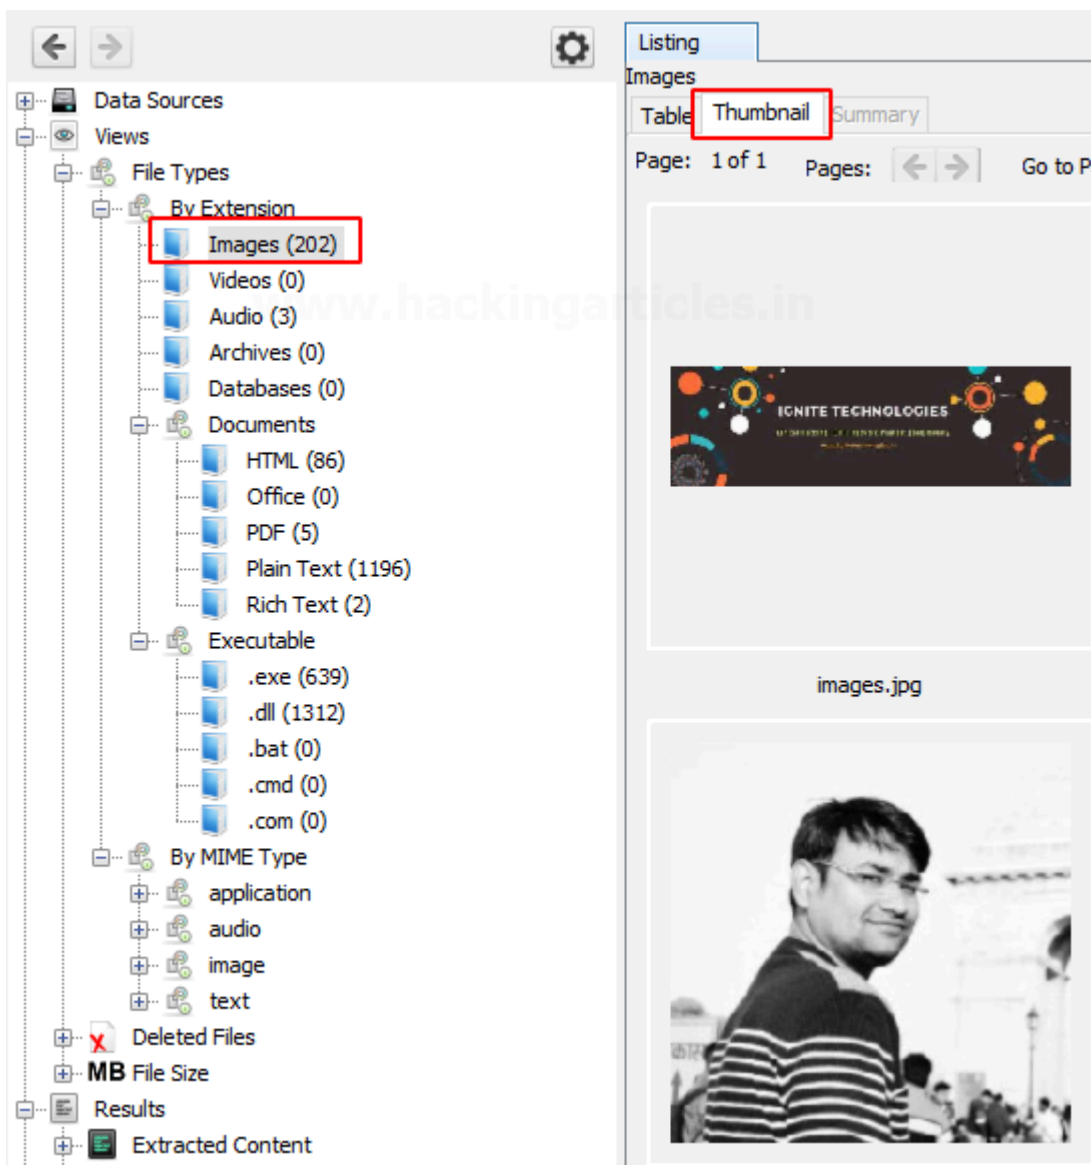 Data Sources
Views
File Types
By Extension
Images (202)
Videos (0)
Audio (3)
Archives (0)
Databases (0)
Documents
HTML (86)
Office (0)
PDF (5)
Plain Text (1196)
Rich Text (2)
Executable
.exe (639)
.dll (1312)
.bat (0)
.cmd (0)
.com (0)
By MIME Type
application
audio
image
text
Deleted Files
MB File Size
Results
Extracted Content
Listing
Images
Table Thumbnail Summary
Page: 1 of 1 Pages: Go to P
www.hackingarticles.in
IGNITE TECHNOLOGIES
images.jpg